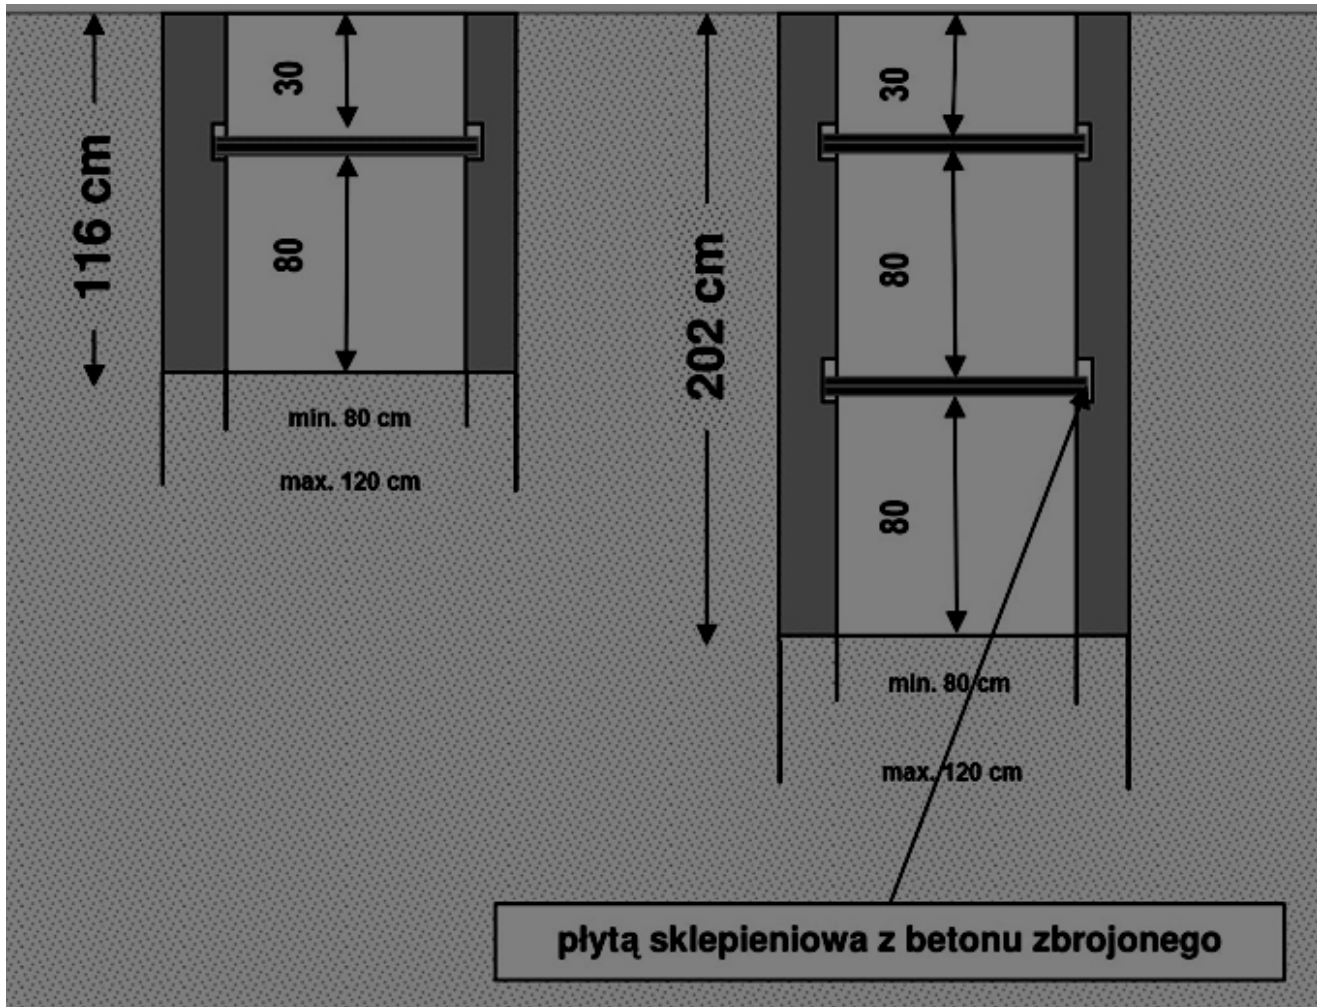 30
80
116 cm
min. 80 cm
max. 120 cm
30
80
80
202 cm
min. 80 cm
max. 120 cm
płytą sklepieniowa z betonu zbrojonego